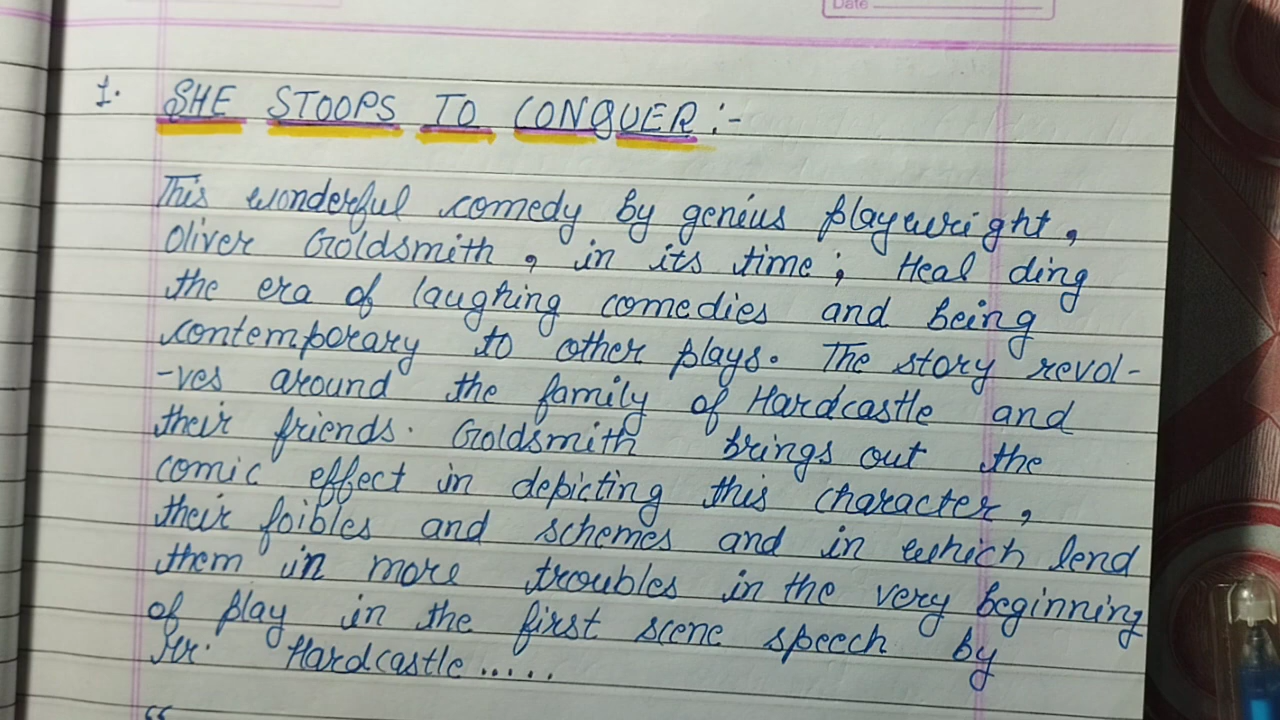 Date
1. SHE STOOPS TO CONQUER :-
This wonderful comedy by genius playwright,
Oliver Goldsmith, in its time; Heal ding
the era of laughing comedies and being
contemporary to other plays. The story revol-
-ves around the family of Hardcastle and
their friends. Goldsmith brings out the
comic effect in depicting this character,
their foibles and schemes and in which lend
them in more troubles in the very beginning
of play in the first scene speech by
Mr. Hardcastle.....
“